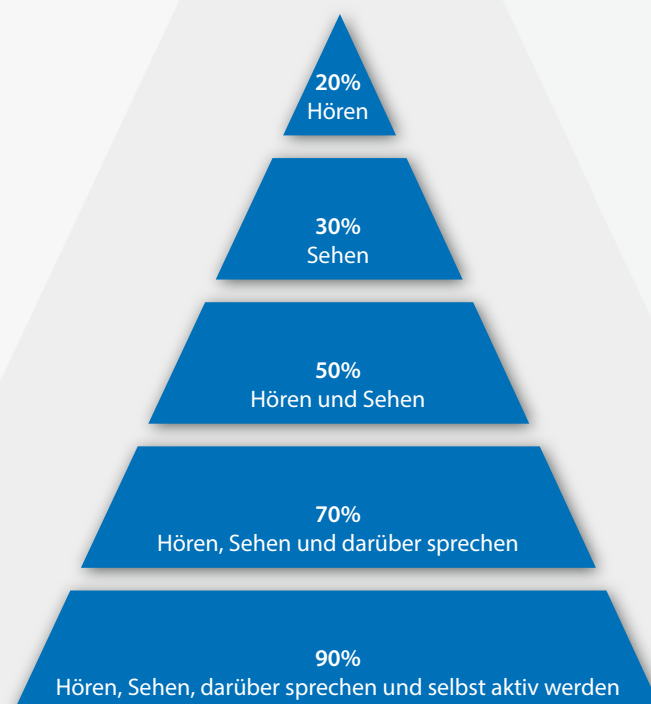 20%
Hören
30%
Sehen
50%
Hören und Sehen
70%
Hören, Sehen und darüber sprechen
90%
Hören, Sehen, darüber sprechen und selbst aktiv werden